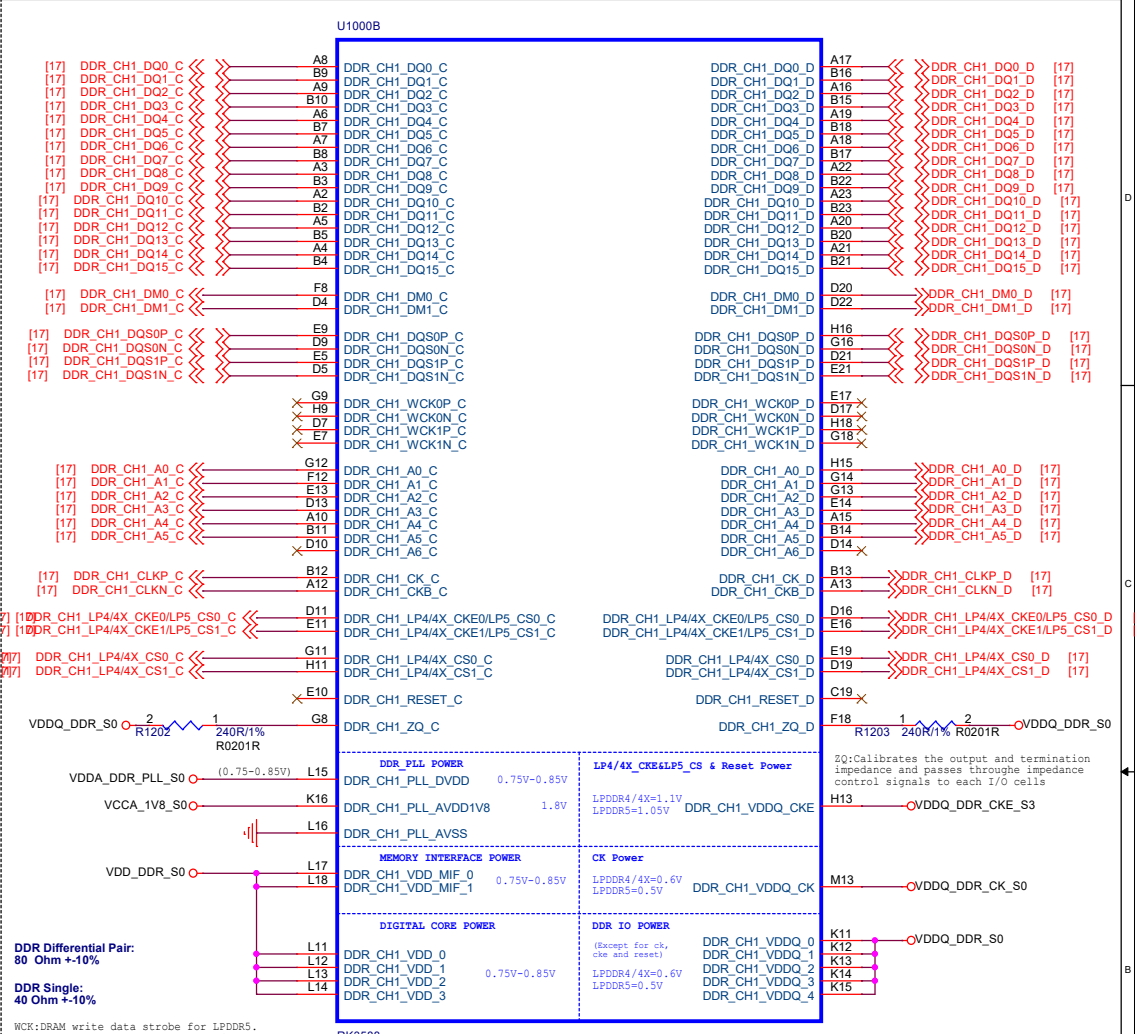 U1000B
[17] DDR_CH1_DQ0_C A8 DDR_CH1_DQ0_C DDR_CH1_DQ0_D A17 DDR_CH1_DQ0_D [17]
[17] DDR_CH1_DQ1_C B9 DDR_CH1_DQ1_C DDR_CH1_DQ1_D B16 DDR_CH1_DQ1_D [17]
[17] DDR_CH1_DQ2_C A9 DDR_CH1_DQ2_C DDR_CH1_DQ2_D A16 DDR_CH1_DQ2_D [17]
[17] DDR_CH1_DQ3_C B10 DDR_CH1_DQ3_C DDR_CH1_DQ3_D B15 DDR_CH1_DQ3_D [17]
[17] DDR_CH1_DQ4_C A6 DDR_CH1_DQ4_C DDR_CH1_DQ4_D A19 DDR_CH1_DQ4_D [17]
[17] DDR_CH1_DQ5_C B7 DDR_CH1_DQ5_C DDR_CH1_DQ5_D B18 DDR_CH1_DQ5_D [17]
[17] DDR_CH1_DQ6_C A7 DDR_CH1_DQ6_C DDR_CH1_DQ6_D A18 DDR_CH1_DQ6_D [17]
[17] DDR_CH1_DQ7_C B8 DDR_CH1_DQ7_C DDR_CH1_DQ7_D B17 DDR_CH1_DQ7_D [17]
[17] DDR_CH1_DQ8_C A3 DDR_CH1_DQ8_C DDR_CH1_DQ8_D A22 DDR_CH1_DQ8_D [17]
[17] DDR_CH1_DQ9_C B3 DDR_CH1_DQ9_C DDR_CH1_DQ9_D B22 DDR_CH1_DQ9_D [17]
[17] DDR_CH1_DQ10_C A2 DDR_CH1_DQ10_C DDR_CH1_DQ10_D A23 DDR_CH1_DQ10_D [17]
[17] DDR_CH1_DQ11_C B2 DDR_CH1_DQ11_C DDR_CH1_DQ11_D B23 DDR_CH1_DQ11_D [17]
[17] DDR_CH1_DQ12_C A5 DDR_CH1_DQ12_C DDR_CH1_DQ12_D A20 DDR_CH1_DQ12_D [17]
[17] DDR_CH1_DQ13_C B5 DDR_CH1_DQ13_C DDR_CH1_DQ13_D B20 DDR_CH1_DQ13_D [17]
[17] DDR_CH1_DQ14_C A4 DDR_CH1_DQ14_C DDR_CH1_DQ14_D A21 DDR_CH1_DQ14_D [17]
[17] DDR_CH1_DQ15_C B4 DDR_CH1_DQ15_C DDR_CH1_DQ15_D B21 DDR_CH1_DQ15_D [17]
D
[17] DDR_CH1_DM0_C F8 DDR_CH1_DM0_C DDR_CH1_DM0_D D20 DDR_CH1_DM0_D [17]
[17] DDR_CH1_DM1_C D4 DDR_CH1_DM1_C DDR_CH1_DM1_D D22 DDR_CH1_DM1_D [17]
[17] DDR_CH1_DQS0P_C E9 DDR_CH1_DQS0P_C DDR_CH1_DQS0P_D H16 DDR_CH1_DQS0P_D [17]
[17] DDR_CH1_DQS0N_C D9 DDR_CH1_DQS0N_C DDR_CH1_DQS0N_D G16 DDR_CH1_DQS0N_D [17]
[17] DDR_CH1_DQS1P_C E5 DDR_CH1_DQS1P_C DDR_CH1_DQS1P_D D21 DDR_CH1_DQS1P_D [17]
[17] DDR_CH1_DQS1N_C D5 DDR_CH1_DQS1N_C DDR_CH1_DQS1N_D E21 DDR_CH1_DQS1N_D [17]
G9 DDR_CH1_WCK0P_C DDR_CH1_WCK0P_D E17
H9 DDR_CH1_WCK0N_C DDR_CH1_WCK0N_D D17
D7 DDR_CH1_WCK1P_C DDR_CH1_WCK1P_D H18
E7 DDR_CH1_WCK1N_C DDR_CH1_WCK1N_D G18
[17] DDR_CH1_A0_C G12 DDR_CH1_A0_C DDR_CH1_A0_D H15 DDR_CH1_A0_D [17]
[17] DDR_CH1_A1_C F12 DDR_CH1_A1_C DDR_CH1_A1_D G14 DDR_CH1_A1_D [17]
[17] DDR_CH1_A2_C E13 DDR_CH1_A2_C DDR_CH1_A2_D G13 DDR_CH1_A2_D [17]
[17] DDR_CH1_A3_C D13 DDR_CH1_A3_C DDR_CH1_A3_D E14 DDR_CH1_A3_D [17]
[17] DDR_CH1_A4_C A10 DDR_CH1_A4_C DDR_CH1_A4_D A15 DDR_CH1_A4_D [17]
[17] DDR_CH1_A5_C B11 DDR_CH1_A5_C DDR_CH1_A5_D B14 DDR_CH1_A5_D [17]
D10 DDR_CH1_A6_C DDR_CH1_A6_D D14
[17] DDR_CH1_CLKP_C B12 DDR_CH1_CK_C DDR_CH1_CK_D B13 DDR_CH1_CLKP_D [17]
[17] DDR_CH1_CLKN_C A12 DDR_CH1_CKB_C DDR_CH1_CKB_D A13 DDR_CH1_CLKN_D [17]
C
DDR_CH1_LP4/4X_CKE0/LP5_CS0_C D11 DDR_CH1_LP4/4X_CKE0/LP5_CS0_C DDR_CH1_LP4/4X_CKE0/LP5_CS0_D D16 DDR_CH1_LP4/4X_CKE0/LP5_CS0_D
DDR_CH1_LP4/4X_CKE1/LP5_CS1_C E11 DDR_CH1_LP4/4X_CKE1/LP5_CS1_C DDR_CH1_LP4/4X_CKE1/LP5_CS1_D E16 DDR_CH1_LP4/4X_CKE1/LP5_CS1_D
DDR_CH1_LP4/4X_CS0_C G11 DDR_CH1_LP4/4X_CS0_C DDR_CH1_LP4/4X_CS0_D E19 DDR_CH1_LP4/4X_CS0_D [17]
DDR_CH1_LP4/4X_CS1_C H11 DDR_CH1_LP4/4X_CS1_C DDR_CH1_LP4/4X_CS1_D D19 DDR_CH1_LP4/4X_CS1_D [17]
E10 DDR_CH1_RESET_C DDR_CH1_RESET_D C19
VDDQ_DDR_S0 2 1 G8 DDR_CH1_ZQ_C DDR_CH1_ZQ_D F18 1 2 VDDQ_DDR_S0
R1202 240R/1% R1203 240R/1% R0201R
R0201R
ZQ:Calibrates the output and termination
impedance and passes throughe impedance
control signals to each I/O cells
DDR_PLL POWER LP4/4X_CKE&LP5_CS & Reset Power
VDDA_DDR_PLL_S0 (0.75-0.85V) L15 DDR_CH1_PLL_DVDD 0.75V-0.85V
VCCA_1V8_S0 K16 DDR_CH1_PLL_AVDD1V8 1.8V
LPDDR4/4X=1.1V
LPDDR5=1.05V
DDR_CH1_VDDQ_CKE H13 VDDQ_DDR_CKE_S3
L16 DDR_CH1_PLL_AVSS
MEMORY INTERFACE POWER CK Power
VDD_DDR_S0 L17 DDR_CH1_VDD_MIF_0
L18 DDR_CH1_VDD_MIF_1 0.75V-0.85V
LPDDR4/4X=0.6V
LPDDR5=0.5V
DDR_CH1_VDDQ_CK M13 VDDQ_DDR_CK_S0
DIGITAL CORE POWER DDR IO POWER
(Except for ck,
cke and reset)
LPDDR4/4X=0.6V
LPDDR5=0.5V
L11 DDR_CH1_VDD_0
L12 DDR_CH1_VDD_1
L13 DDR_CH1_VDD_2
L14 DDR_CH1_VDD_3
0.75V-0.85V
DDR_CH1_VDDQ_0 K11 VDDQ_DDR_S0
DDR_CH1_VDDQ_1 K12
DDR_CH1_VDDQ_2 K13
DDR_CH1_VDDQ_3 K14
DDR_CH1_VDDQ_4 K15
B
DDR Differential Pair:
80 Ohm +-10%
DDR Single:
40 Ohm +-10%
WCK:DRAM write data strobe for LPDDR5.